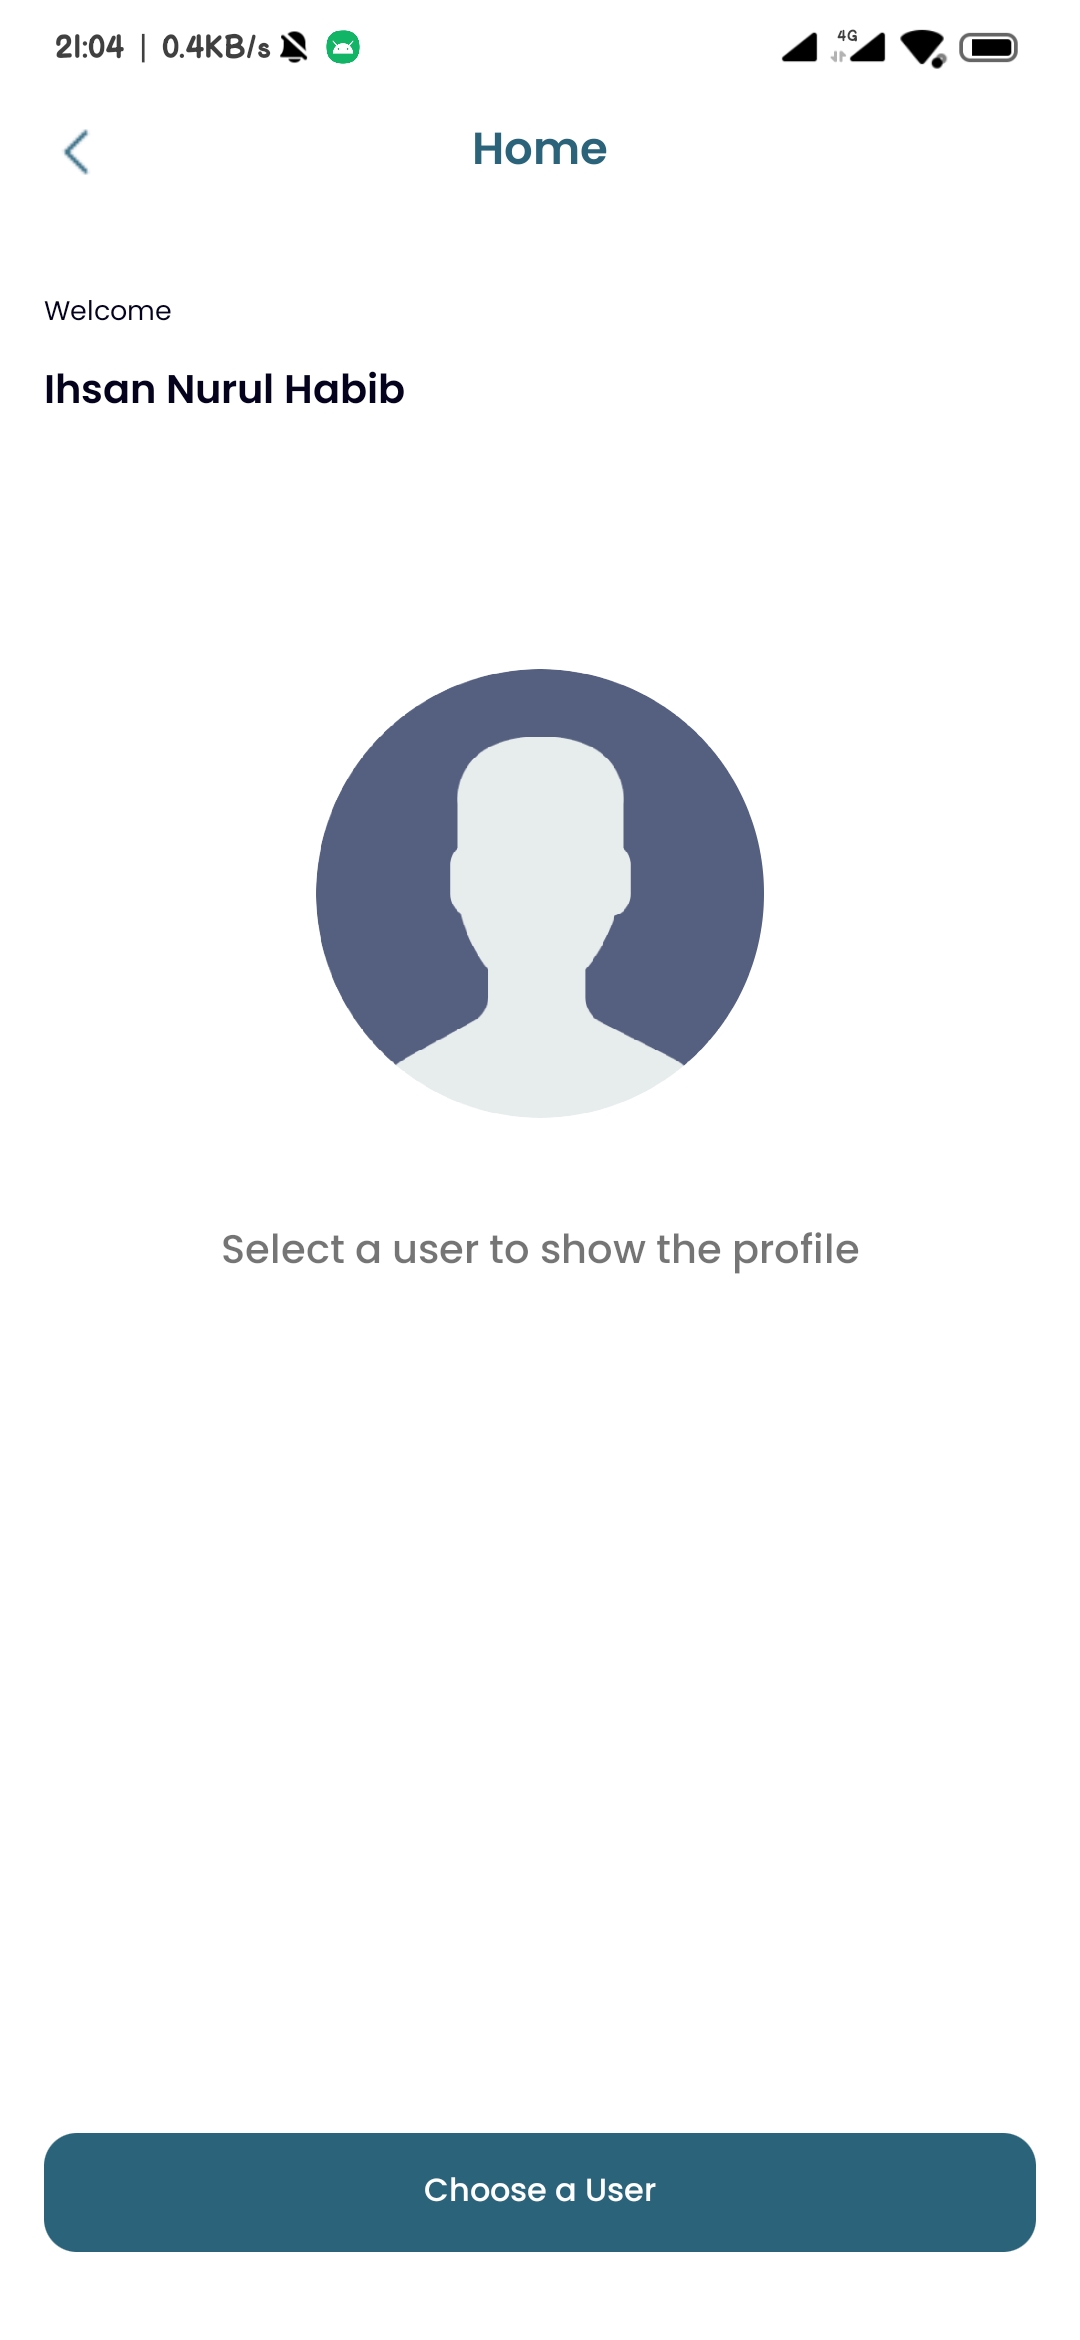 21:04 | 0.4KB/s
4G
Home
Welcome
Ihsan Nurul Habib
Select a user to show the profile
Choose a User